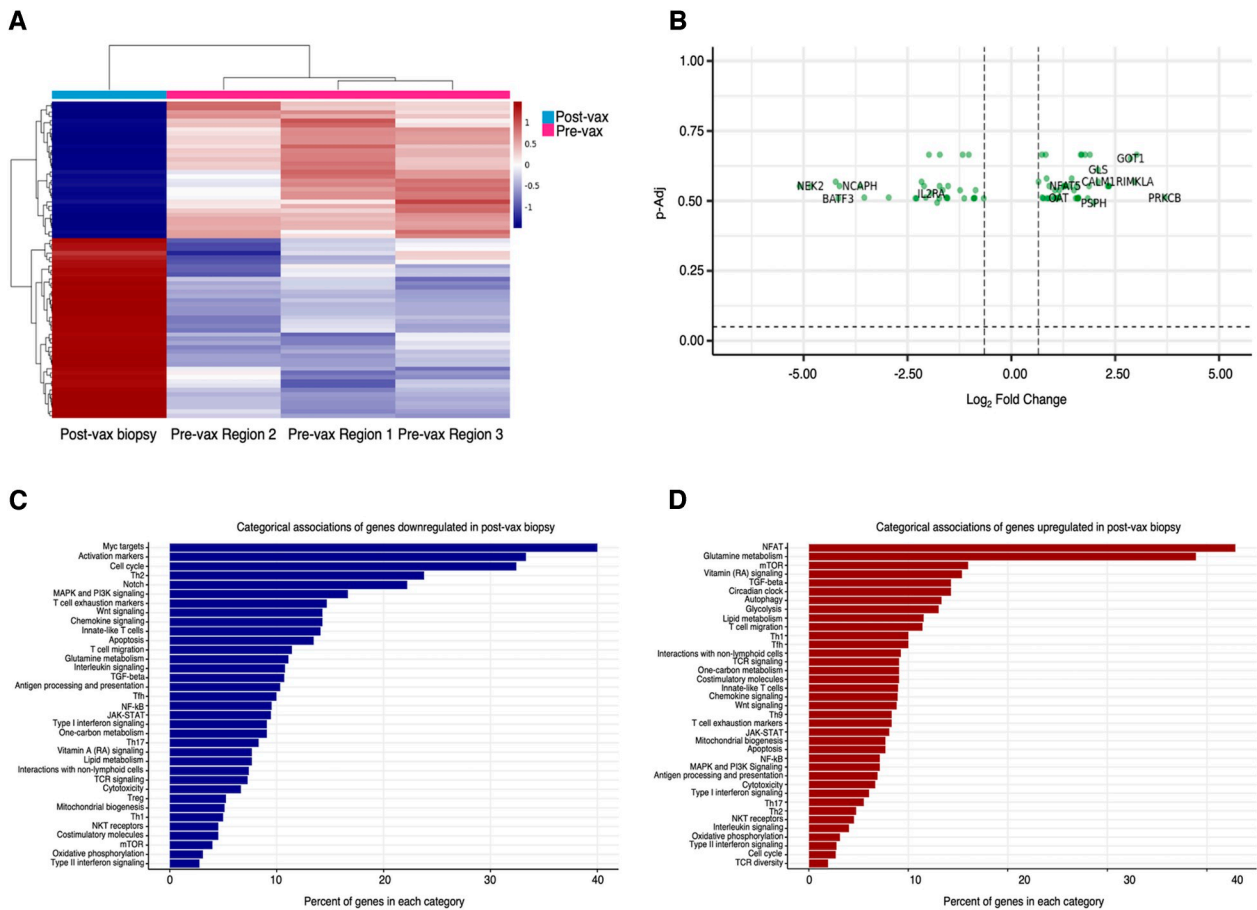 A
Post-vax
Pre-vax
1
0.5
0
-0.5
-1
Post-vax biopsy
Pre-vax Region 2
Pre-vax Region 1
Pre-vax Region 3
B
p-Adj
1.00
0.75
0.50
0.25
0.00
NEK2
NCAPH
BATF3
IL2RA
GOT1
GLS
NFAT5
CALM1
RIMKLA
OAT
PSPH
PRKCB
-5.00
-2.50
0.00
2.50
5.00
Log2 Fold Change
C
Categorical associations of genes downregulated in post-vax biopsy
Myc targets
Activation markers
Cell cycle
Th2
Notch
MAPK and PI3K signaling
T cell exhaustion markers
Wnt signaling
Chemokine signaling
Innate-like T cells
Apoptosis
T cell migration
Glutamine metabolism
Interleukin signaling
TGF-beta
Antigen processing and presentation
Tfh
NF-kB
JAK-STAT
Type I interferon signaling
One-carbon metabolism
Th17
Vitamin A (RA) signaling
Lipid metabolism
Interactions with non-lymphoid cells
TCR signaling
Cytotoxicity
Treg
Mitochondrial biogenesis
Th1
NKT receptors
Costimulatory molecules
mTOR
Oxidative phosphorylation
Type II interferon signaling
0
10
20
30
40
Percent of genes in each category
D
Categorical associations of genes upregulated in post-vax biopsy
NFAT
Glutamine metabolism
mTOR
Vitamin (RA) signaling
TGF-beta
Circadian clock
Autophagy
Glycolysis
Lipid metabolism
T cell migration
Th1
Tfh
Interactions with non-lymphoid cells
TCR signaling
One-carbon metabolism
Costimulatory molecules
Innate-like T cells
Chemokine signaling
Wnt signaling
Th9
T cell exhaustion markers
JAK-STAT
Mitochondrial biogenesis
Apoptosis
NF-kB
MAPK and PI3K Signaling
Antigen processing and presentation
Cytotoxicity
Type I interferon signaling
Th17
Th2
NKT receptors
Interleukin signaling
Oxidative phosphorylation
Type II interferon signaling
Cell cycle
TCR diversity
0
10
20
30
40
Percent of genes in each category